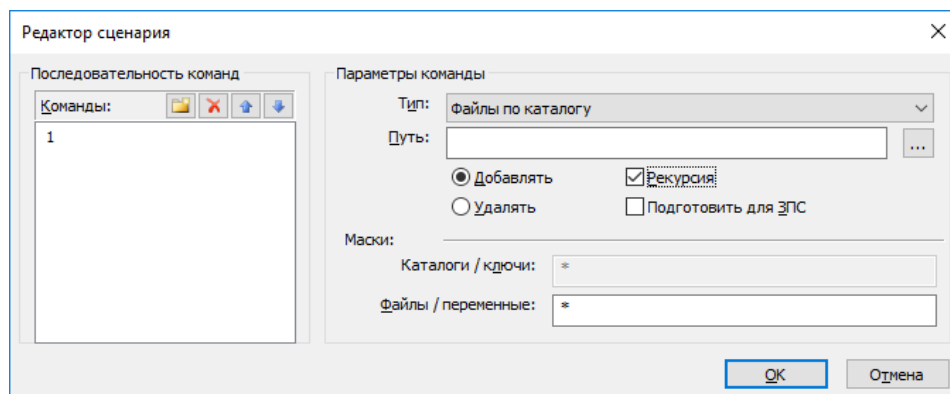 Редактор сценария
Последовательность команд
Команды:
1
Параметры команды
Тип: Файлы по каталогу
Путь: ...
Добавлять Рекурсия
Удалять Подготовить для ЗПС
Маски:
Каталоги / ключи: *
Файлы / переменные: *
OK Отмена